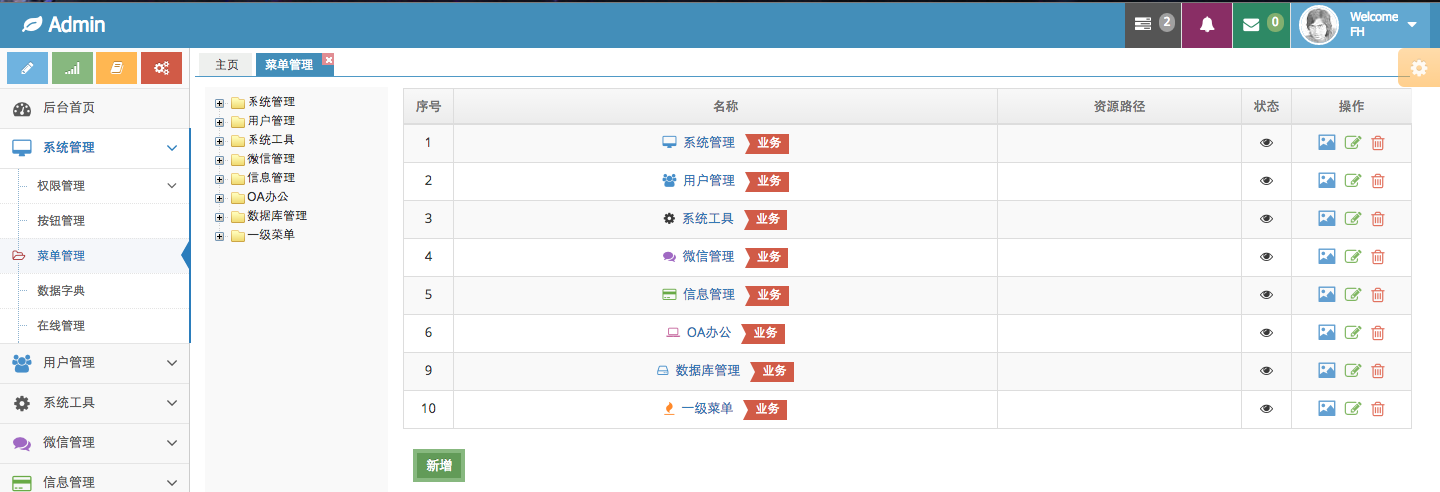 Admin
2
0
Welcome
FH
主页
菜单管理
后台首页
系统管理
权限管理
按钮管理
菜单管理
数据字典
在线管理
用户管理
系统工具
微信管理
信息管理
系统管理
用户管理
系统工具
微信管理
信息管理
OA办公
数据库管理
一级菜单
序号 名称 资源路径 状态 操作
1 系统管理 业务
2 用户管理 业务
3 系统工具 业务
4 微信管理 业务
5 信息管理 业务
6 OA办公 业务
9 数据库管理 业务
10 一级菜单 业务
新增